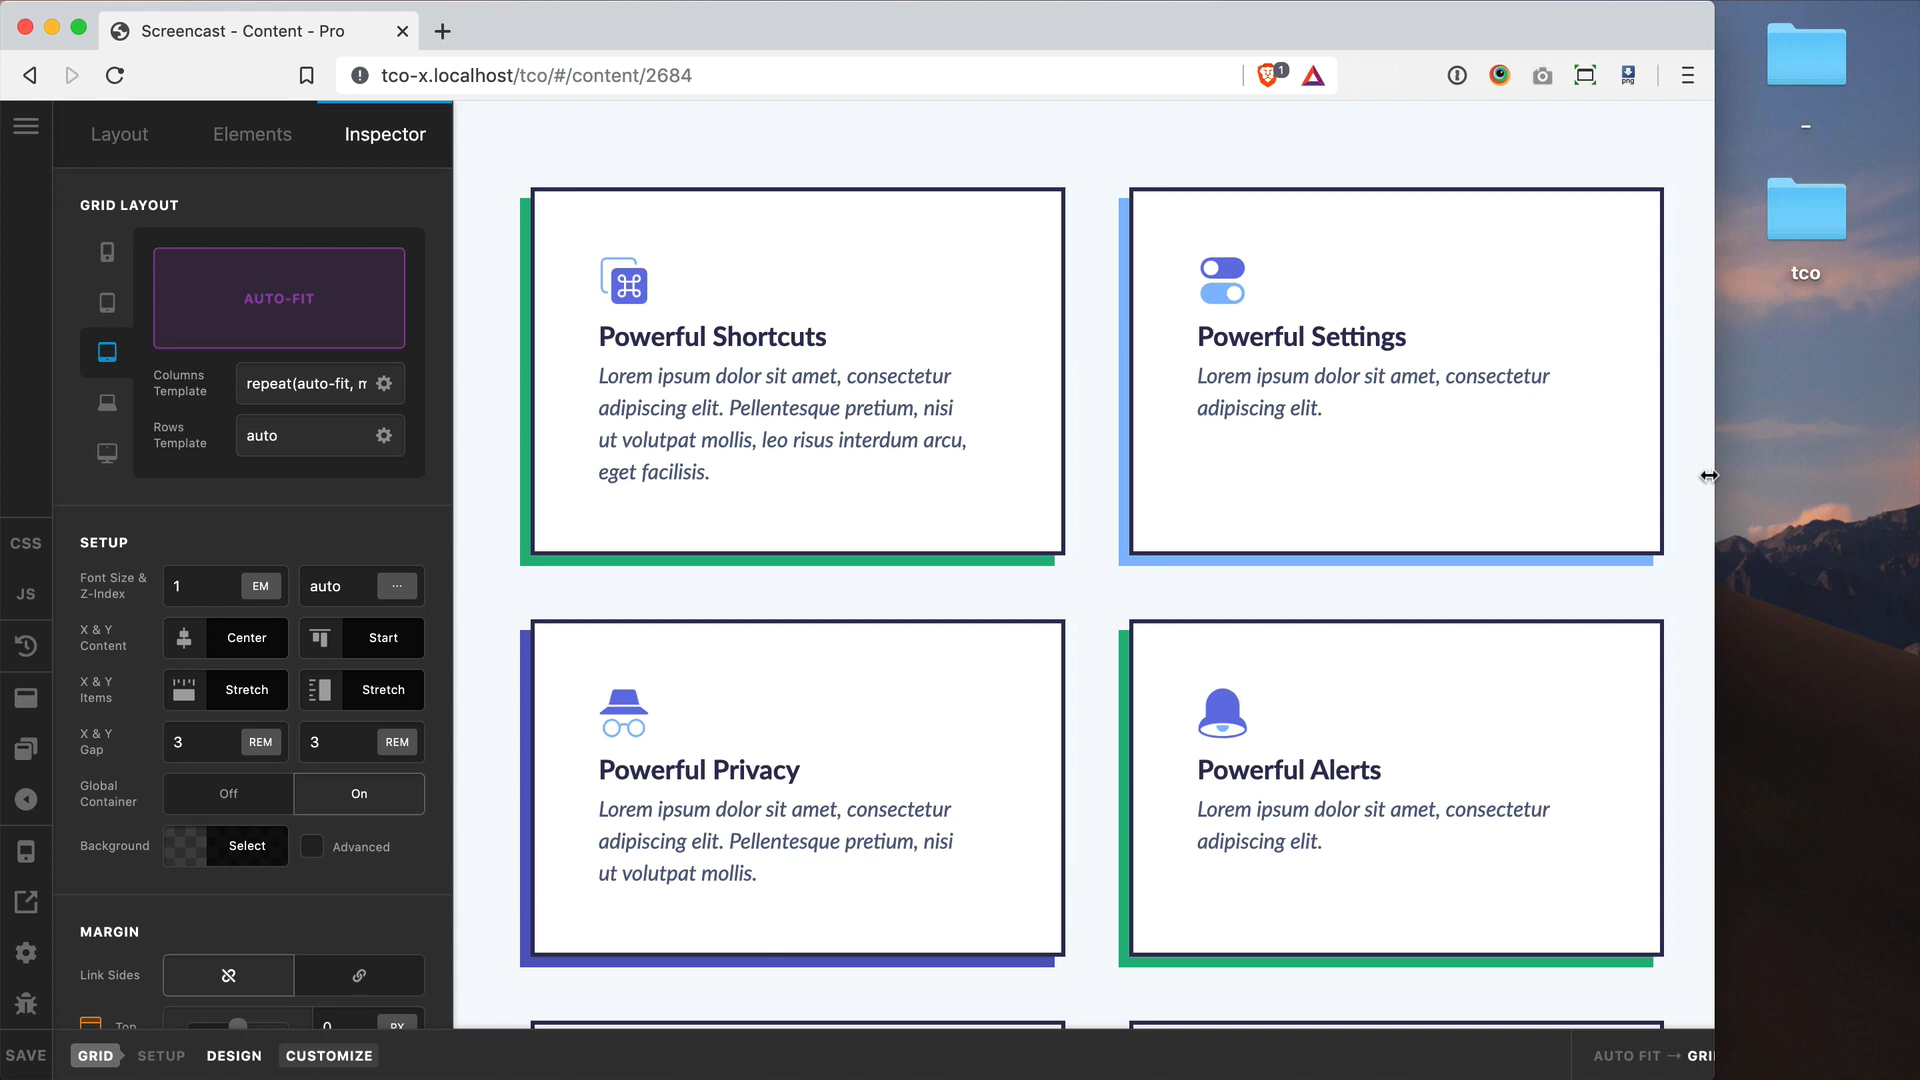 Screencast - Content - Pro
tco-x.localhost/tco/#/content/2684
1
png
Layout
Elements
Inspector
GRID LAYOUT
AUTO-FIT
Columns
Template
repeat(auto-fit, m
Rows
Template
auto
SETUP
Font Size &
Z-Index
1
EM
auto
...
X & Y
Content
Center
Start
X & Y
Items
Stretch
Stretch
X & Y
Gap
3
REM
3
REM
Global
Container
Off
On
Background
Select
Advanced
MARGIN
Link Sides
Top
0
PX
CSS
JS
SAVE
GRID
SETUP
DESIGN
CUSTOMIZE
AUTO FIT → GRI
Powerful Shortcuts
Lorem ipsum dolor sit amet, consectetur
adipiscing elit. Pellentesque pretium, nisi
ut volutpat mollis, leo risus interdum arcu,
eget facilisis.
Powerful Settings
Lorem ipsum dolor sit amet, consectetur
adipiscing elit.
Powerful Privacy
Lorem ipsum dolor sit amet, consectetur
adipiscing elit. Pellentesque pretium, nisi
ut volutpat mollis.
Powerful Alerts
Lorem ipsum dolor sit amet, consectetur
adipiscing elit.
_
tco